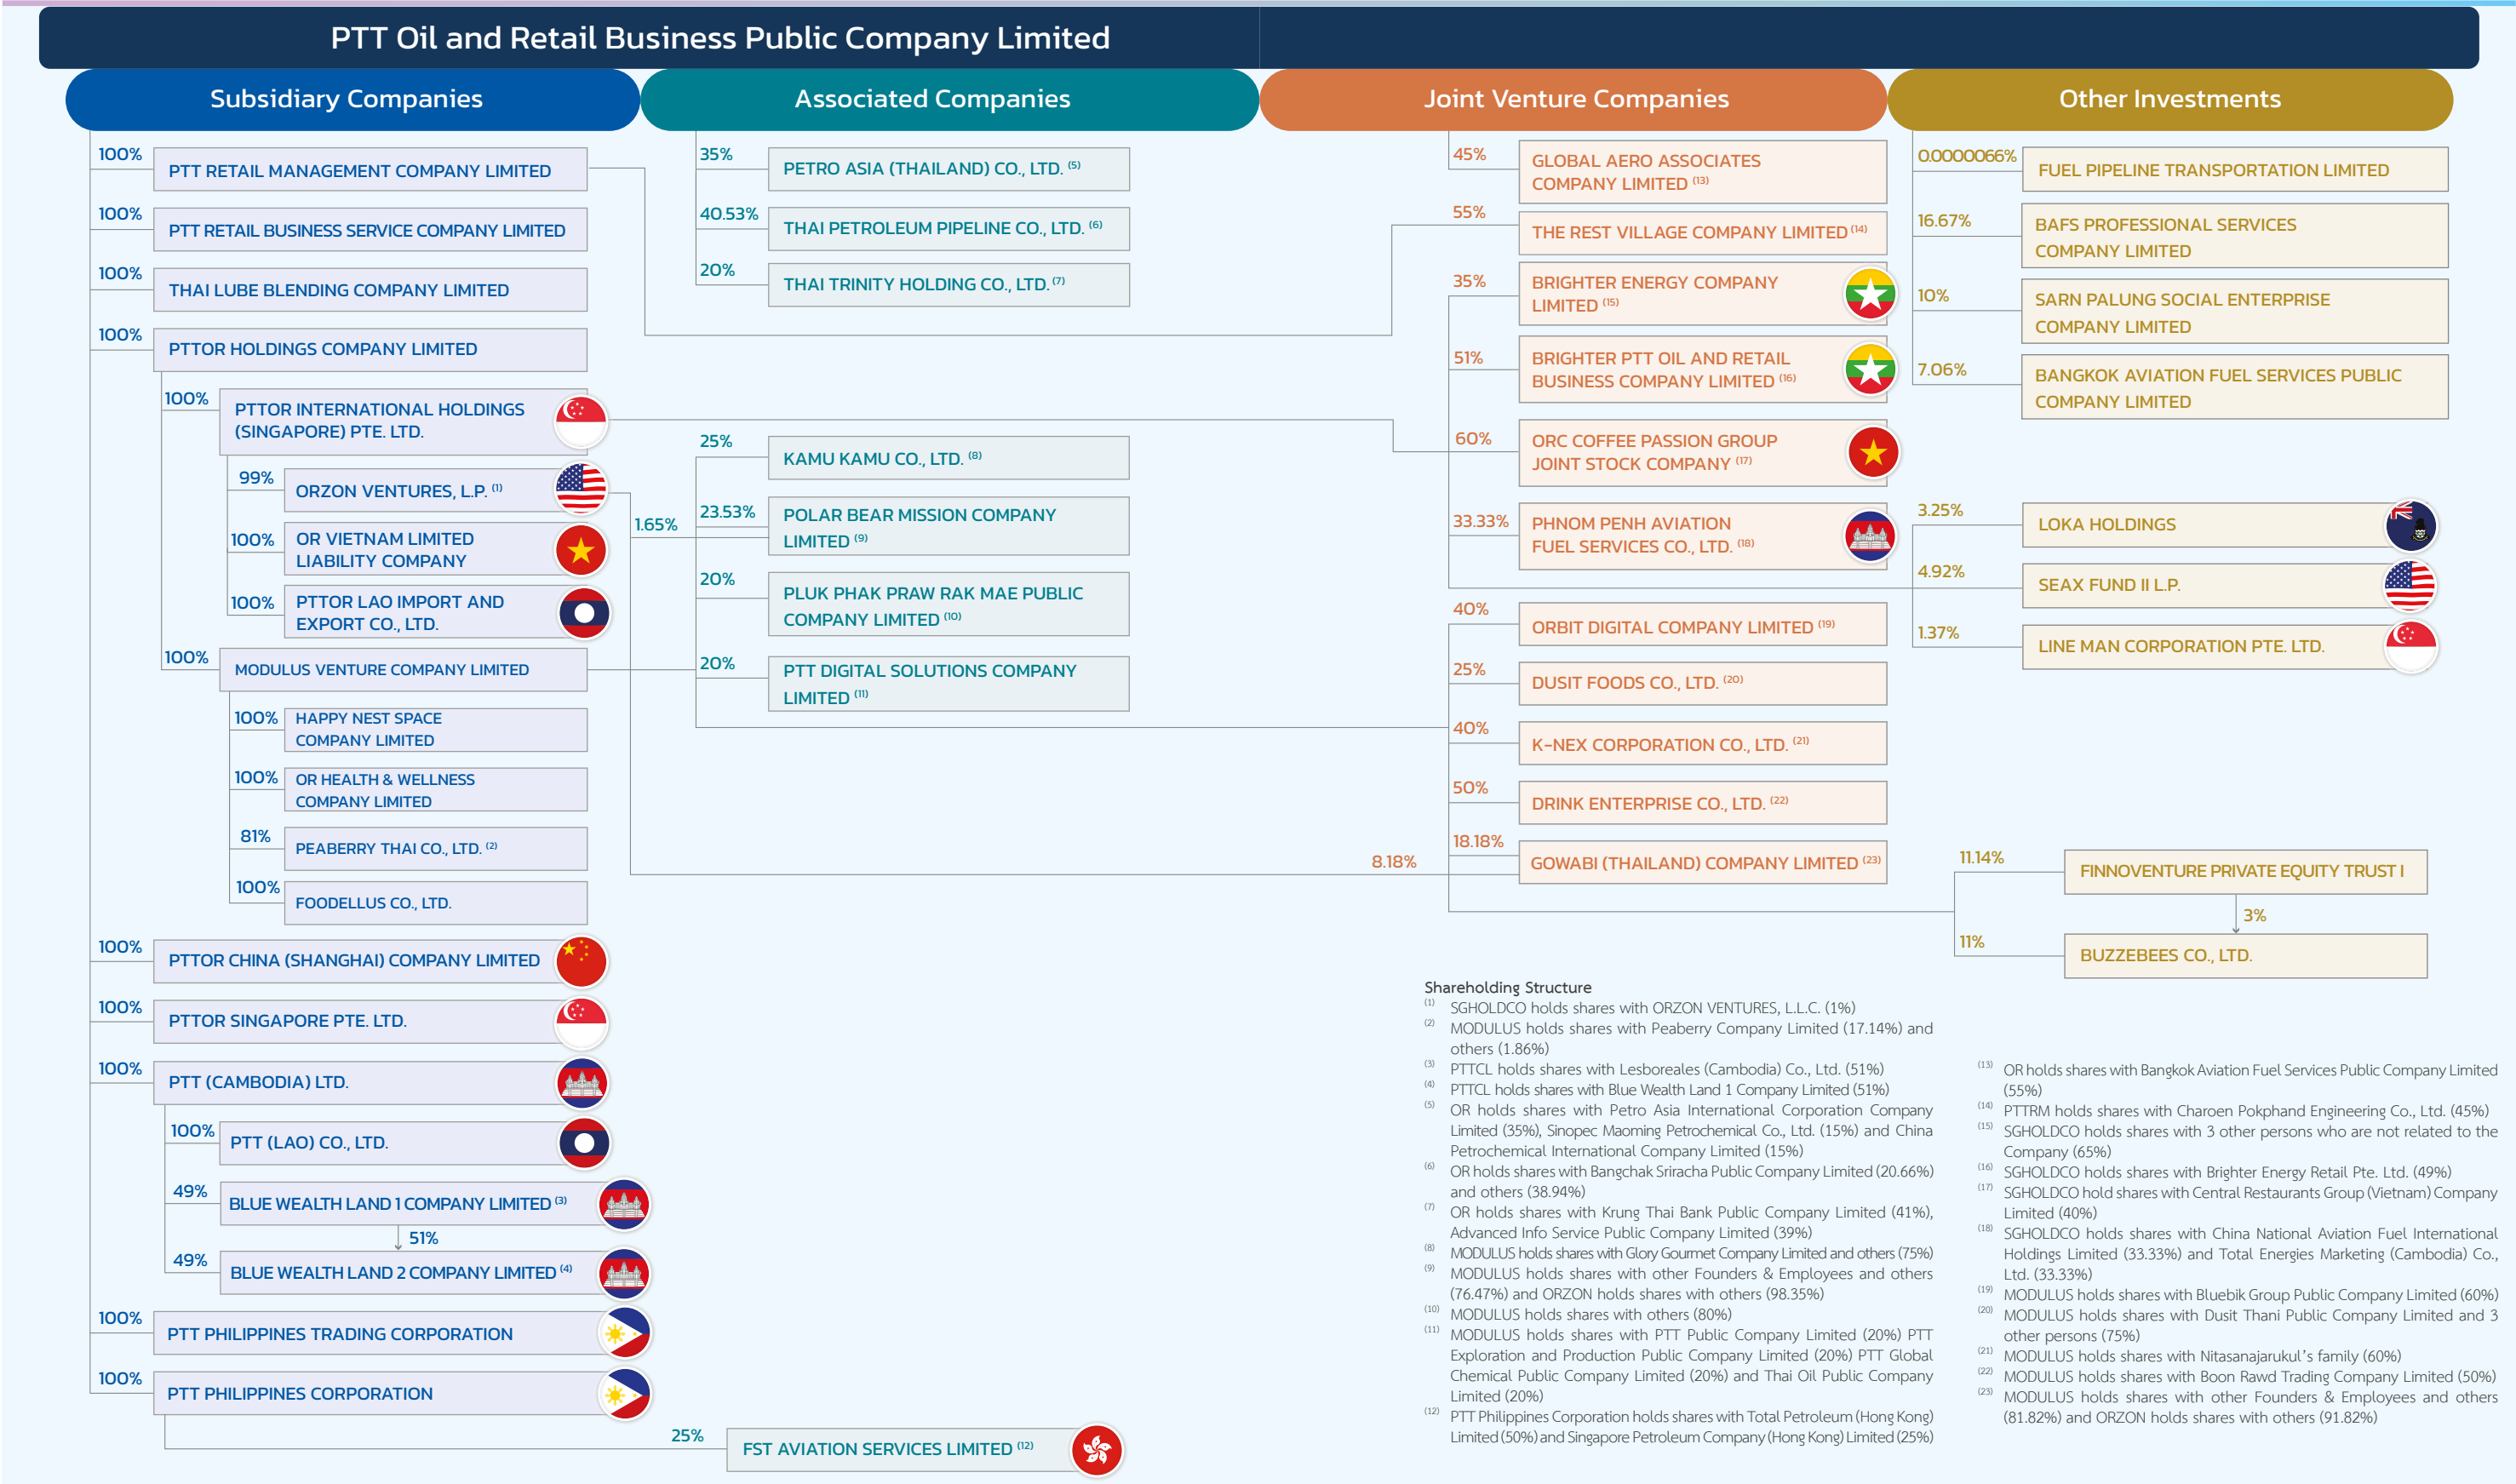 PTT Oil and Retail Business Public Company Limited
Subsidiary Companies
100%
PTT RETAIL MANAGEMENT COMPANY LIMITED
100%
PTT RETAIL BUSINESS SERVICE COMPANY LIMITED
100%
THAI LUBE BLENDING COMPANY LIMITED
100%
PTTOR HOLDINGS COMPANY LIMITED
100%
PTTOR INTERNATIONAL HOLDINGS
(SINGAPORE) PTE. LTD.
99%
ORZON VENTURES, L.P. (1)
100%
OR VIETNAM LIMITED
LIABILITY COMPANY
100%
PTTOR LAO IMPORT AND
EXPORT CO., LTD.
100%
MODULUS VENTURE COMPANY LIMITED
100%
HAPPY NEST SPACE
COMPANY LIMITED
100%
OR HEALTH & WELLNESS
COMPANY LIMITED
81%
PEABERRY THAI CO., LTD. (2)
100%
FOODELLUS CO., LTD.
100%
PTTOR CHINA (SHANGHAI) COMPANY LIMITED
100%
PTTOR SINGAPORE PTE. LTD.
100%
PTT (CAMBODIA) LTD.
100%
PTT (LAO) CO., LTD.
49%
BLUE WEALTH LAND 1 COMPANY LIMITED (3)
51%
49%
BLUE WEALTH LAND 2 COMPANY LIMITED (4)
100%
PTT PHILIPPINES TRADING CORPORATION
100%
PTT PHILIPPINES CORPORATION
Associated Companies
35%
PETRO ASIA (THAILAND) CO., LTD. (5)
40.53%
THAI PETROLEUM PIPELINE CO., LTD. (6)
20%
THAI TRINITY HOLDING CO., LTD. (7)
25%
KAMU KAMU CO., LTD. (8)
1.65%
23.53%
POLAR BEAR MISSION COMPANY
LIMITED (9)
20%
PLUK PHAK PRAW RAK MAE PUBLIC
COMPANY LIMITED (10)
20%
PTT DIGITAL SOLUTIONS COMPANY
LIMITED (11)
25%
FST AVIATION SERVICES LIMITED (12)
Joint Venture Companies
45%
GLOBAL AERO ASSOCIATES
COMPANY LIMITED (13)
55%
THE REST VILLAGE COMPANY LIMITED (14)
35%
BRIGHTER ENERGY COMPANY
LIMITED (15)
51%
BRIGHTER PTT OIL AND RETAIL
BUSINESS COMPANY LIMITED (16)
60%
ORC COFFEE PASSION GROUP
JOINT STOCK COMPANY (17)
33.33%
PHNOM PENH AVIATION
FUEL SERVICES CO., LTD. (18)
40%
ORBIT DIGITAL COMPANY LIMITED (19)
25%
DUSIT FOODS CO., LTD. (20)
40%
K-NEX CORPORATION CO., LTD. (21)
50%
DRINK ENTERPRISE CO., LTD. (22)
18.18%
8.18%
GOWABI (THAILAND) COMPANY LIMITED (23)
Other Investments
0.0000066%
FUEL PIPELINE TRANSPORTATION LIMITED
16.67%
BAFS PROFESSIONAL SERVICES
COMPANY LIMITED
10%
SARN PALUNG SOCIAL ENTERPRISE
COMPANY LIMITED
7.06%
BANGKOK AVIATION FUEL SERVICES PUBLIC
COMPANY LIMITED
3.25%
LOKA HOLDINGS
4.92%
SEAX FUND II L.P.
1.37%
LINE MAN CORPORATION PTE. LTD.
11.14%
FINNOVENTURE PRIVATE EQUITY TRUST I
3%
11%
BUZZEBEES CO., LTD.
Shareholding Structure
(1) SGHOLDCO holds shares with ORZON VENTURES, L.L.C. (1%)
(2) MODULUS holds shares with Peaberry Company Limited (17.14%) and
others (1.86%)
(3) PTTCL holds shares with Lesboreales (Cambodia) Co., Ltd. (51%)
(4) PTTCL holds shares with Blue Wealth Land 1 Company Limited (51%)
(5) OR holds shares with Petro Asia International Corporation Company
Limited (35%), Sinopec Maoming Petrochemical Co., Ltd. (15%) and China
Petrochemical International Company Limited (15%)
(6) OR holds shares with Bangchak Sriracha Public Company Limited (20.66%)
and others (38.94%)
(7) OR holds shares with Krung Thai Bank Public Company Limited (41%),
Advanced Info Service Public Company Limited (39%)
(8) MODULUS holds shares with Glory Gourmet Company Limited and others (75%)
(9) MODULUS holds shares with other Founders & Employees and others
(76.47%) and ORZON holds shares with others (98.35%)
(10) MODULUS holds shares with others (80%)
(11) MODULUS holds shares with PTT Public Company Limited (20%) PTT
Exploration and Production Public Company Limited (20%) PTT Global
Chemical Public Company Limited (20%) and Thai Oil Public Company
Limited (20%)
(12) PTT Philippines Corporation holds shares with Total Petroleum (Hong Kong)
Limited (50%) and Singapore Petroleum Company (Hong Kong) Limited (25%)
(13) OR holds shares with Bangkok Aviation Fuel Services Public Company Limited
(55%)
(14) PTTRM holds shares with Charoen Pokphand Engineering Co., Ltd. (45%)
(15) SGHOLDCO holds shares with 3 other persons who are not related to the
Company (65%)
(16) SGHOLDCO holds shares with Brighter Energy Retail Pte. Ltd. (49%)
(17) SGHOLDCO hold shares with Central Restaurants Group (Vietnam) Company
Limited (40%)
(18) SGHOLDCO holds shares with China National Aviation Fuel International
Holdings Limited (33.33%) and Total Energies Marketing (Cambodia) Co.,
Ltd. (33.33%)
(19) MODULUS holds shares with Bluebik Group Public Company Limited (60%)
(20) MODULUS holds shares with Dusit Thani Public Company Limited and 3
other persons (75%)
(21) MODULUS holds shares with Nitasanajarukul's family (60%)
(22) MODULUS holds shares with Boon Rawd Trading Company Limited (50%)
(23) MODULUS holds shares with other Founders & Employees and others
(81.82%) and ORZON holds shares with others (91.82%)